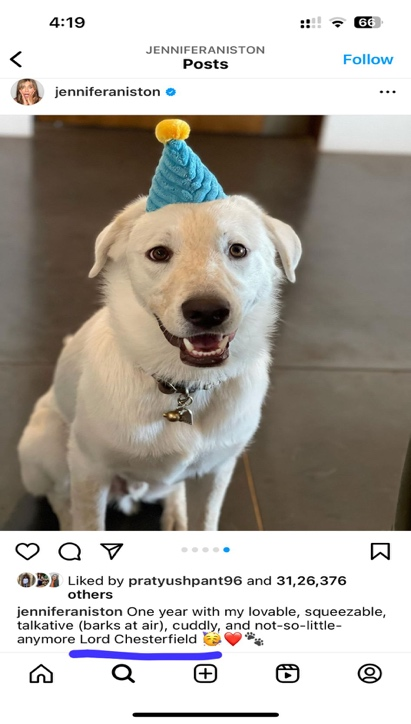 4:19
66
JENNIFERANISTON
Posts
Follow
jenniferaniston
Liked by pratyushpant96 and 31,26,376
others
jenniferaniston One year with my lovable, squeezable,
talkative (barks at air), cuddly, and not-so-little-
anymore Lord Chesterfield 🥳❤️🐾